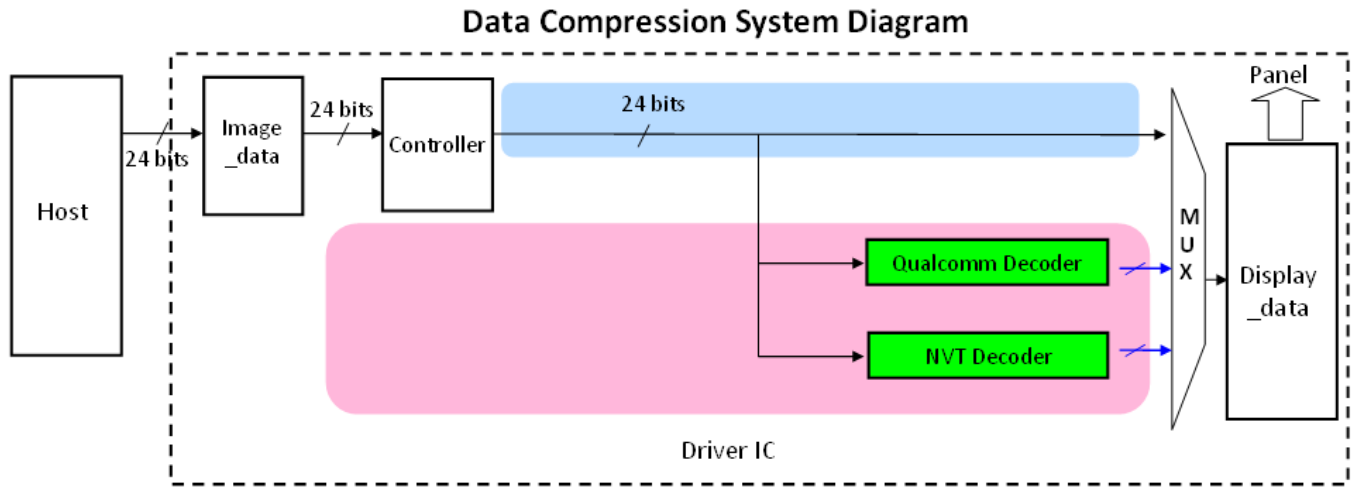 Data Compression System Diagram
Host
24 bits
Image
_data
24 bits
Controller
24 bits
Qualcomm Decoder
NVT Decoder
M
U
X
Panel
Display
_data
Driver IC